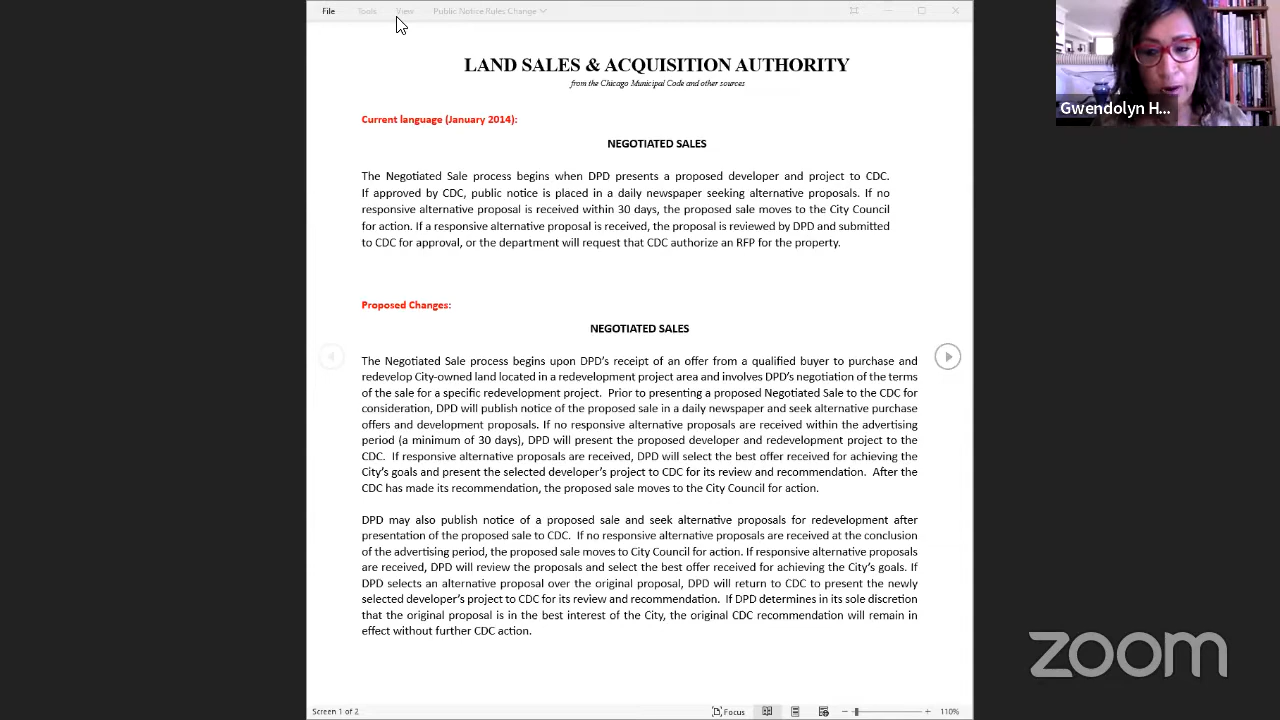 File Tools View Public Notice Rules Change
LAND SALES & ACQUISITION AUTHORITY
from the Chicago Municipal Code and other sources
Gwendolyn H...
Current language (January 2014):
NEGOTIATED SALES
The Negotiated Sale process begins when DPD presents a proposed developer and project to CDC.
If approved by CDC, public notice is placed in a daily newspaper seeking alternative proposals. If no
responsive alternative proposal is received within 30 days, the proposed sale moves to the City Council
for action. If a responsive alternative proposal is received, the proposal is reviewed by DPD and submitted
to CDC for approval, or the department will request that CDC authorize an RFP for the property.
Proposed Changes:
NEGOTIATED SALES
The Negotiated Sale process begins upon DPD's receipt of an offer from a qualified buyer to purchase and
redevelop City-owned land located in a redevelopment project area and involves DPD's negotiation of the terms
of the sale for a specific redevelopment project. Prior to presenting a proposed Negotiated Sale to the CDC for
consideration, DPD will publish notice of the proposed sale in a daily newspaper and seek alternative purchase
offers and development proposals. If no responsive alternative proposals are received within the advertising
period (a minimum of 30 days), DPD will present the proposed developer and redevelopment project to the
CDC. If responsive alternative proposals are received, DPD will select the best offer received for achieving the
City's goals and present the selected developer's project to CDC for its review and recommendation. After the
CDC has made its recommendation, the proposed sale moves to the City Council for action.
DPD may also publish notice of a proposed sale and seek alternative proposals for redevelopment after
presentation of the proposed sale to CDC. If no responsive alternative proposals are received at the conclusion
of the advertising period, the proposed sale moves to City Council for action. If responsive alternative proposals
are received, DPD will review the proposals and select the best offer received for achieving the City's goals. If
DPD selects an alternative proposal over the original proposal, DPD will return to CDC to present the newly
selected developer's project to CDC for its review and recommendation. If DPD determines in its sole discretion
that the original proposal is in the best interest of the City, the original CDC recommendation will remain in
effect without further CDC action.
zoom
Screen 1 of 2 Focus 110%